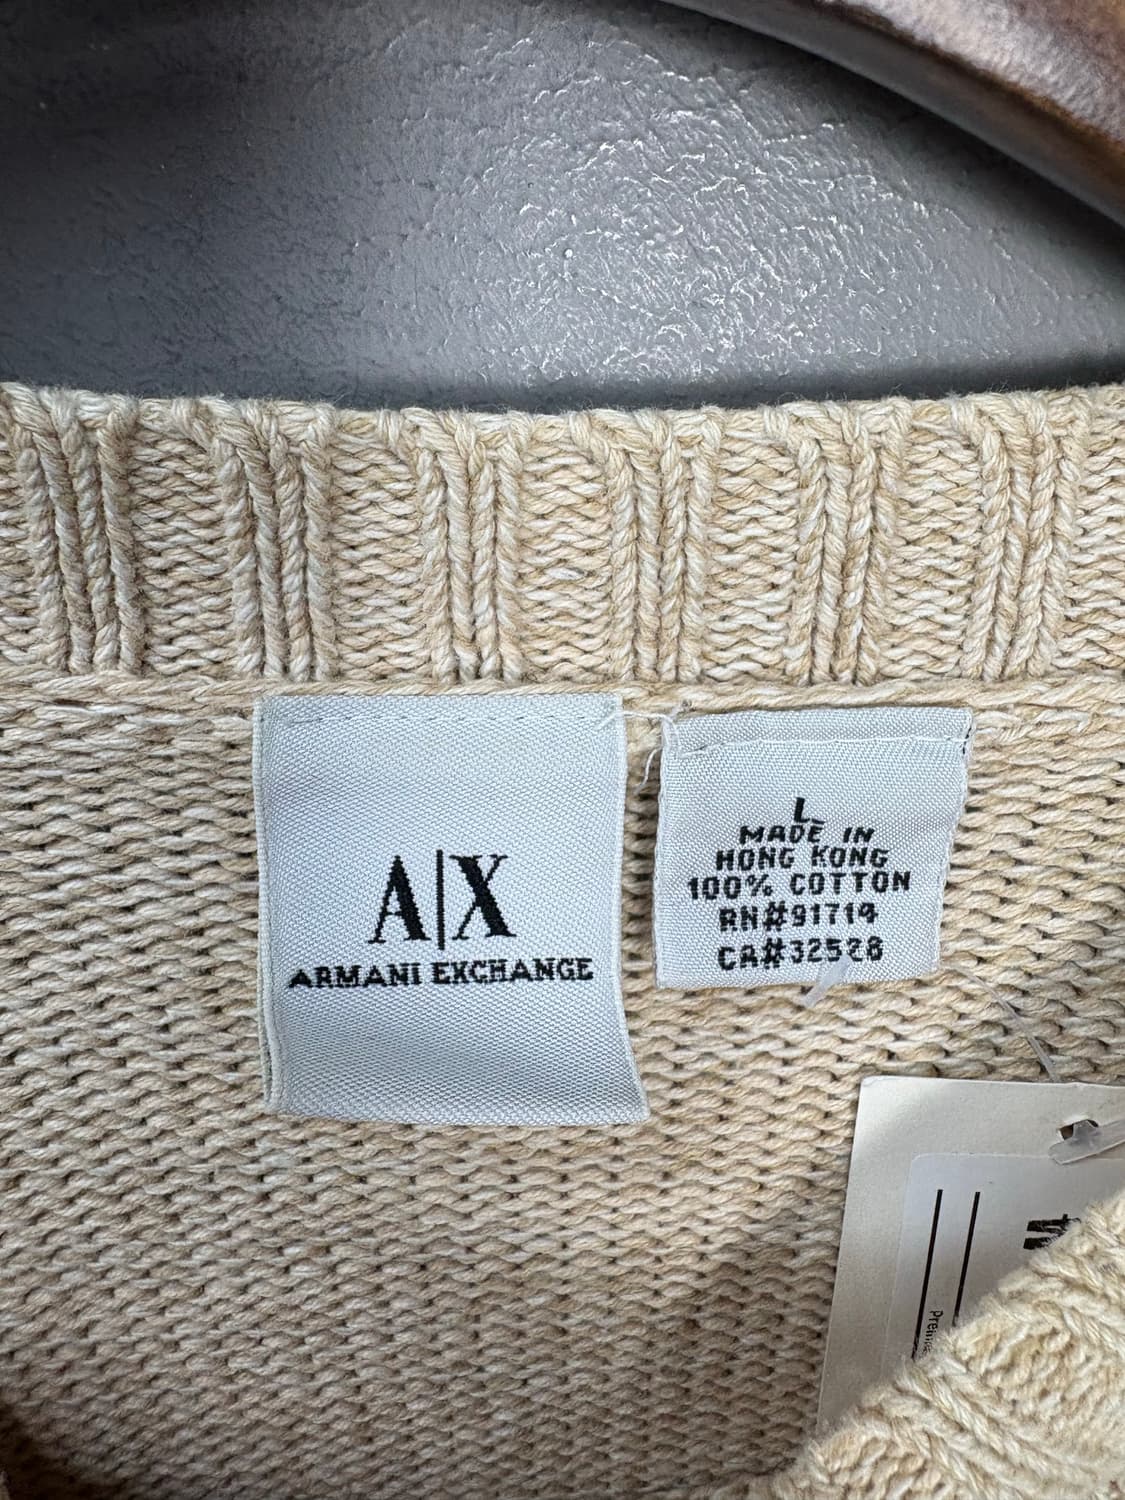 A|X
ARMANI EXCHANGE
L
MADE IN
HONG KONG
100% COTTON
RN#91719
CA#32528